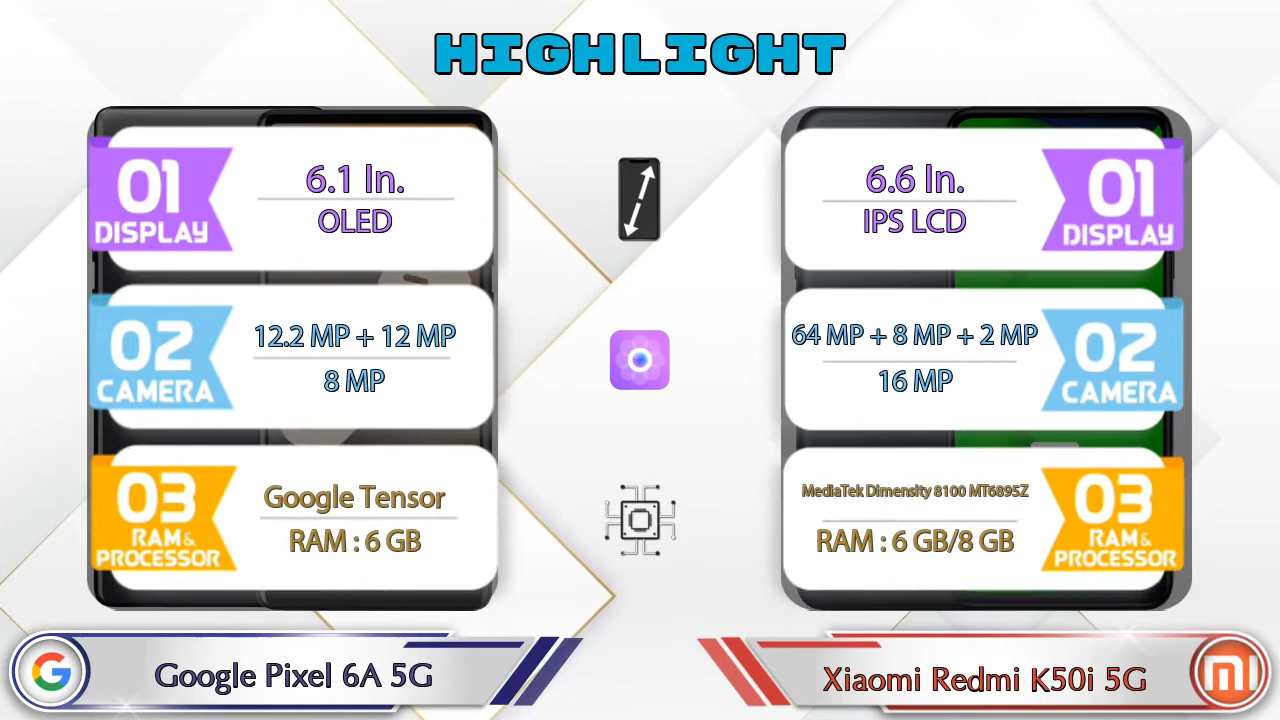 HIGHLIGHT
01
DISPLAY
6.1 In.
OLED
02
CAMERA
12.2 MP + 12 MP
8 MP
03
RAM&
PROCESSOR
Google Tensor
RAM : 6 GB
6.6 In.
IPS LCD
01
DISPLAY
64 MP + 8 MP + 2 MP
16 MP
02
CAMERA
MediaTek Dimensity 8100 MT6895Z
RAM : 6 GB/8 GB
03
RAM&
PROCESSOR
G
Google Pixel 6A 5G
Xiaomi Redmi K50i 5G
mi